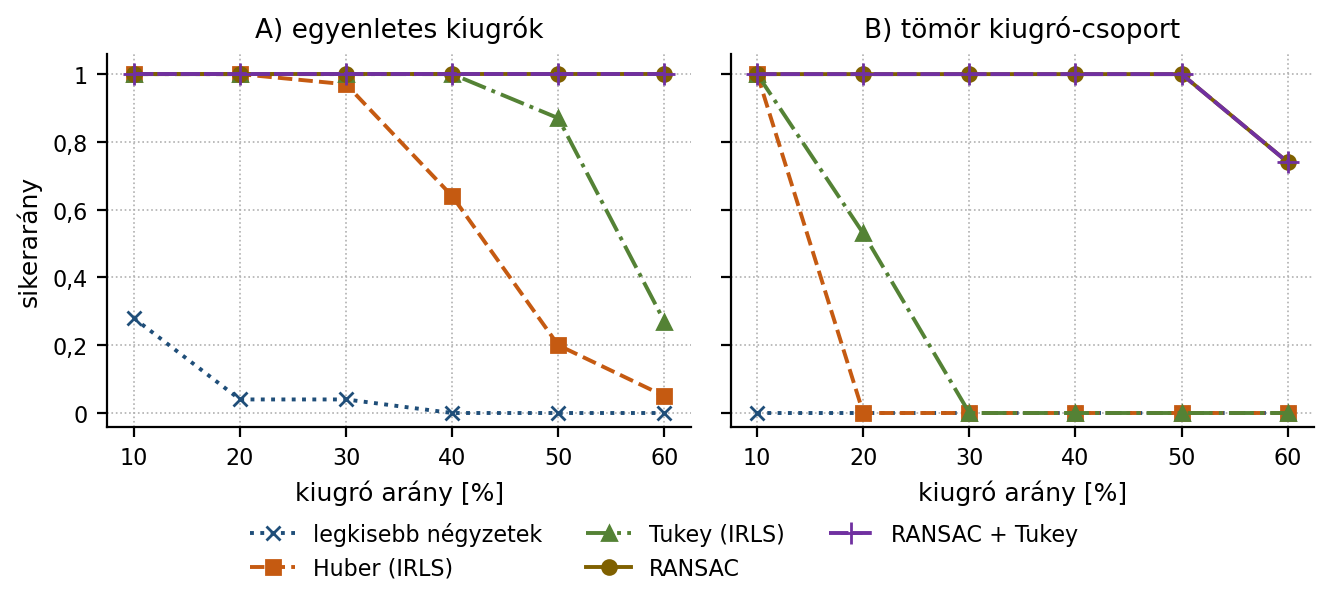 A) egyenletes kiugrók
B) tömör kiugró-csoport
sikerarány
1
0,8
0,6
0,4
0,2
0
10 20 30 40 50 60
10 20 30 40 50 60
kiugró arány [%]
kiugró arány [%]
legkisebb négyzetek
Huber (IRLS)
Tukey (IRLS)
RANSAC
RANSAC + Tukey